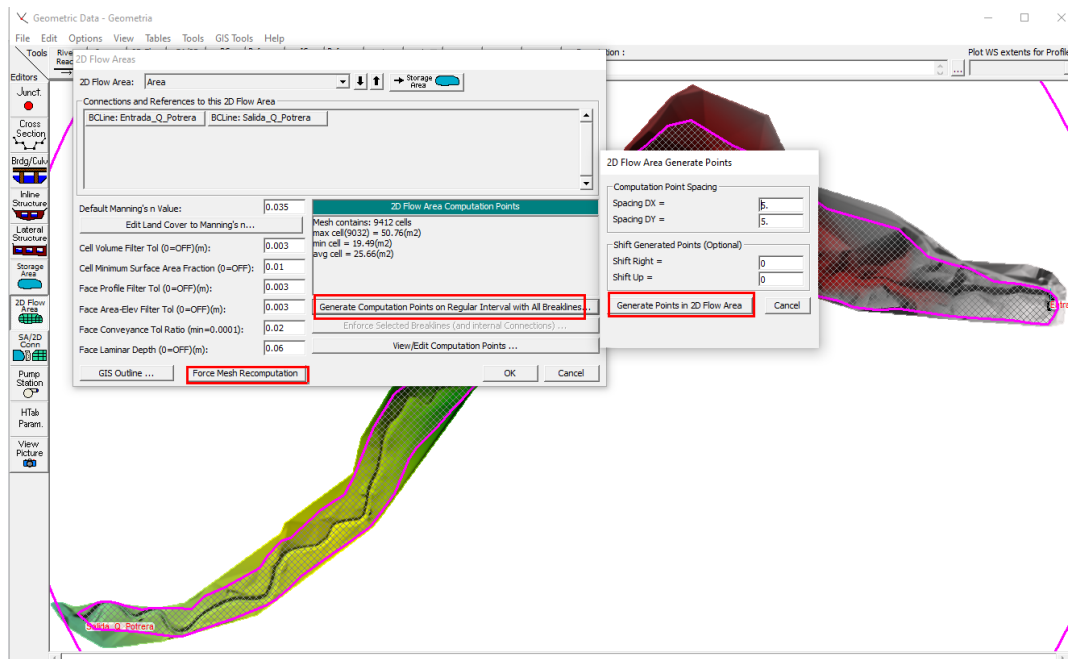 Geometric Data - Geometria
File Edit Options View Tables Tools GIS Tools Help
Tools
Editors
Plot WS extents for Profile
Junct.
Cross
Section
Brdg/Culv
Inline
Structure
Lateral
Structure
Storage
Area
2D Flow
Area
SA/2D
Conn
Pump
Station
HTab
Param.
View
Picture
2D Flow Areas
2D Flow Area: Area
Storage
Area
Connections and References to this 2D Flow Area
BCLine: Entrada_Q_Potrera BCLine: Salida_Q_Potrera
Default Manning's n Value: 0.035
Edit Land Cover to Manning's n...
Cell Volume Filter Tol (0=OFF)(m): 0.003
Cell Minimum Surface Area Fraction (0=OFF): 0.01
Face Profile Filter Tol (0=OFF)(m): 0.003
Face Area-Elev Filter Tol (0=OFF)(m): 0.003
Face Conveyance Tol Ratio (min=0.0001): 0.02
Face Laminar Depth (0=OFF)(m): 0.06
2D Flow Area Computation Points
Mesh contains: 9412 cells
max cell(9032) = 50.76(m2)
min cell = 19.49(m2)
avg cell = 25.66(m2)
Generate Computation Points on Regular Interval with All Breaklines...
Enforce Selected Breaklines (and internal Connections) ...
View/Edit Computation Points ...
GIS Outline ... Force Mesh Recomputation OK Cancel
2D Flow Area Generate Points
Computation Point Spacing
Spacing DX = 5.
Spacing DY = 5.
Shift Generated Points (Optional)
Shift Right = 0
Shift Up = 0
Generate Points in 2D Flow Area Cancel
Salida_Q_Potrera